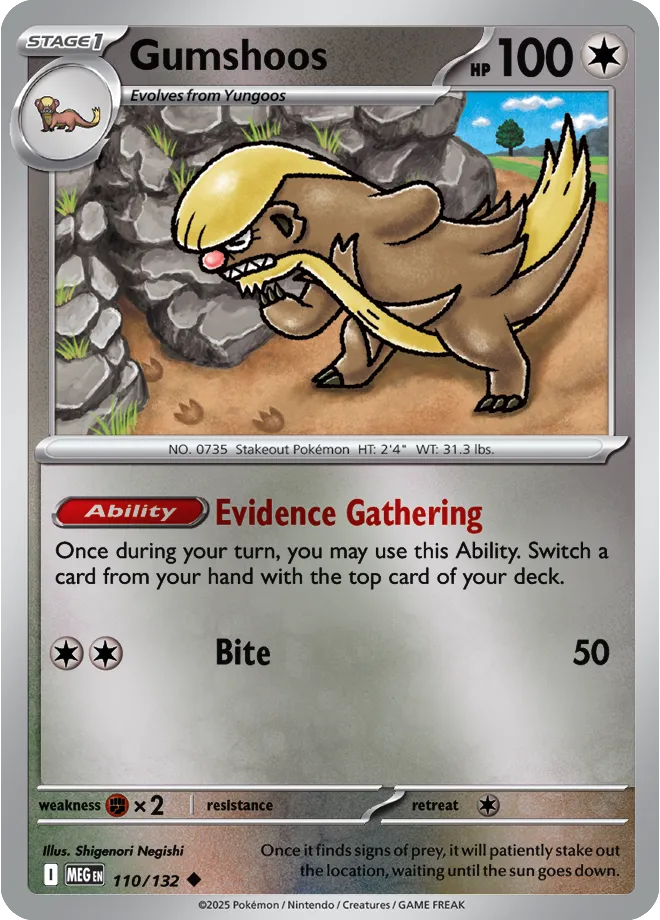 STAGE 1
Gumshoos
HP 100
Evolves from Yungoos
NO. 0735 Stakeout Pokémon HT: 2'4" WT: 31.3 lbs.
Ability Evidence Gathering
Once during your turn, you may use this Ability. Switch a
card from your hand with the top card of your deck.
Bite 50
weakness ×2 resistance retreat
Illus. Shigenori Negishi
Once it finds signs of prey, it will patiently stake out
the location, waiting until the sun goes down.
I MEG EN 110/132
©2025 Pokémon / Nintendo / Creatures / GAME FREAK